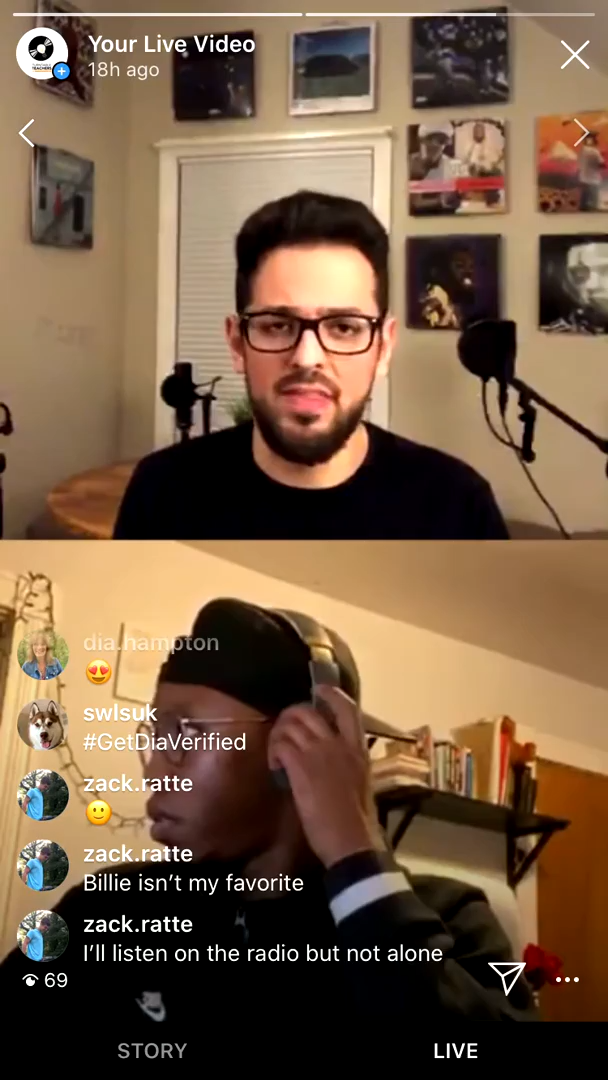 Your Live Video
18h ago
dia.hampton
😍
swlsuk
#GetDiaVerified
zack.ratte
🙂
zack.ratte
Billie isn’t my favorite
zack.ratte
I’ll listen on the radio but not alone
69
STORY
LIVE